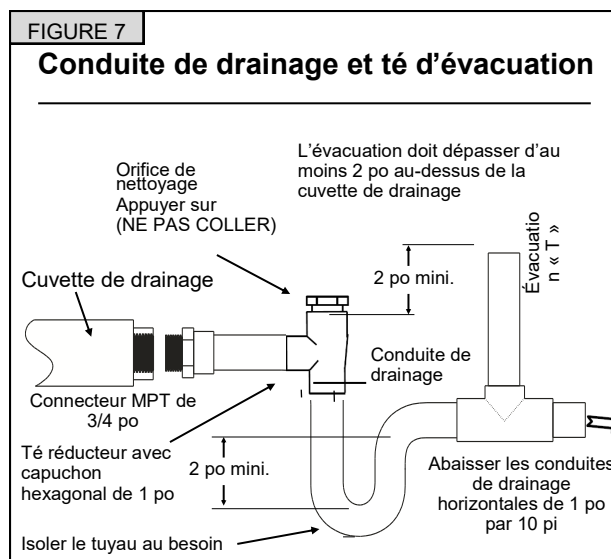 FIGURE 7
Conduite de drainage et té d’évacuation
L'évacuation doit dépasser d'au
moins 2 po au-dessus de la
cuvette de drainage
Orifice de
nettoyage
Appuyer sur
(NE PAS COLLER)
Évacuatio
n « T »
2 po mini.
Cuvette de drainage
Conduite de
drainage
Connecteur MPT de
3/4 po
Té réducteur avec
capuchon
hexagonal de 1 po
2 po mini.
Abaisser les conduites
de drainage
horizontales de 1 po
par 10 pi
Isoler le tuyau au besoin